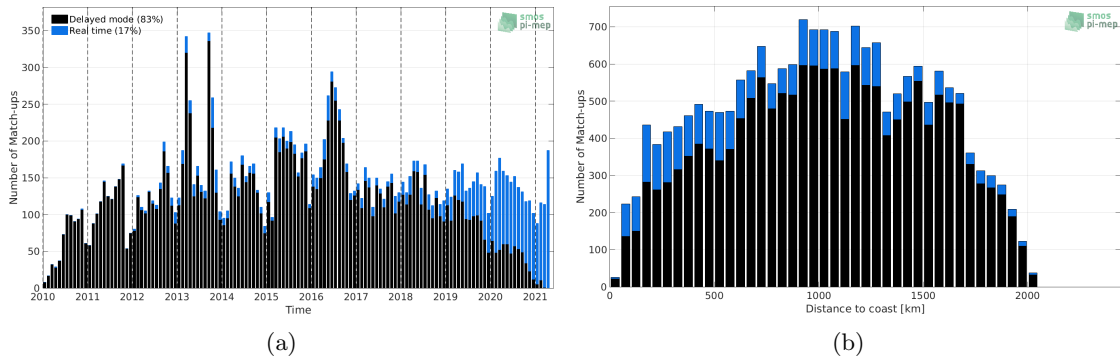 Delayed mode (83%)
Real time (17%)
smos
pi-mep
Number of Match-ups
350
300
250
200
150
100
50
0
2010 2011 2012 2013 2014 2015 2016 2017 2018 2019 2020 2021
Time
(a)
smos
pi-mep
Number of Match-ups
700
600
500
400
300
200
100
0
0 500 1000 1500 2000
Distance to coast [km]
(b)